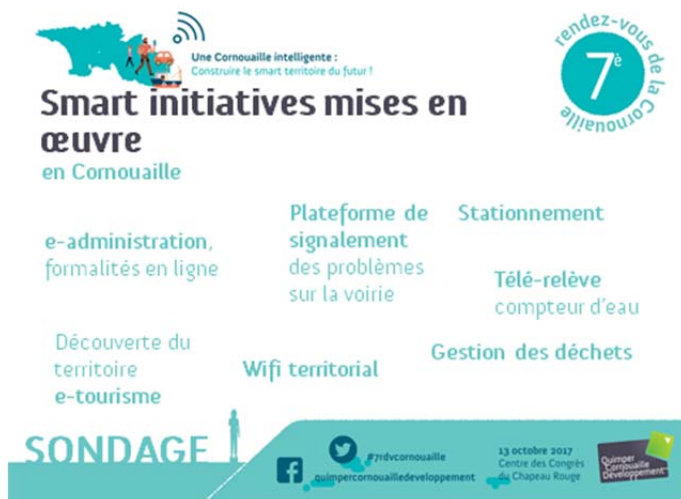 Une Cornouaille intelligente :
Construire le smart territoire du futur !
rendez-vous de la Cornouaille
7è
Smart initiatives mises en
œuvre
en Cornouaille
e-administration,
formalités en ligne
Plateforme de
signalement
des problèmes
sur la voirie
Stationnement
Télé-relève
compteur d'eau
Découverte du
territoire
e-tourisme
Wifi territorial
Gestion des déchets
SONDAGE
#7rdvcornouaille
quimpercornouailledeveloppement
13 octobre 2017
Centre des Congrès
du Chapeau Rouge
Quimper
Cornouaille
Développement